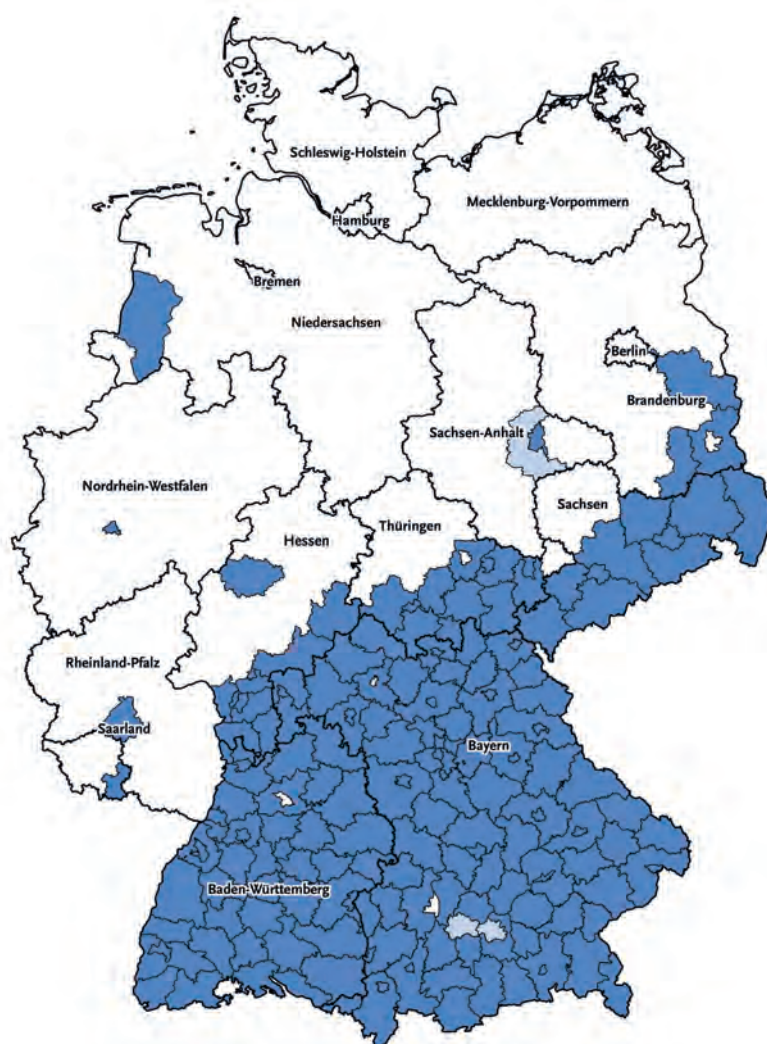 Schleswig-Holstein
Mecklenburg-Vorpommern
Hamburg
Bremen
Niedersachsen
Berlin
Brandenburg
Sachsen-Anhalt
Nordrhein-Westfalen
Sachsen
Hessen
Thüringen
Rheinland-Pfalz
Saarland
Bayern
Baden-Württemberg